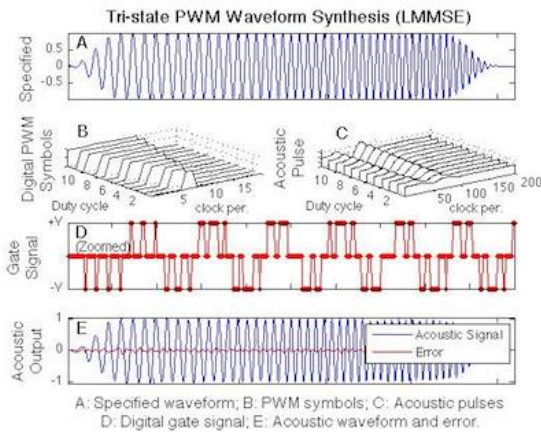 Tri-state PWM Waveform Synthesis (LMMSE)
A
Specified
0.5
0
-0.5
B
Digital PWM
Symbols
10 8 6 4 2
Duty cycle
5 10 15
clock per.
C
Acoustic
Pulse
10 8 6 4 2
Duty cycle
50 100 150 200
clock per.
D
(Zoomed)
Gate
Signal
+V
-V
E
Acoustic
Output
1
0
-1
Acoustic Signal
Error
A: Specified waveform; B: PWM symbols; C: Acoustic pulses
D: Digital gate signal; E: Acoustic waveform and error.